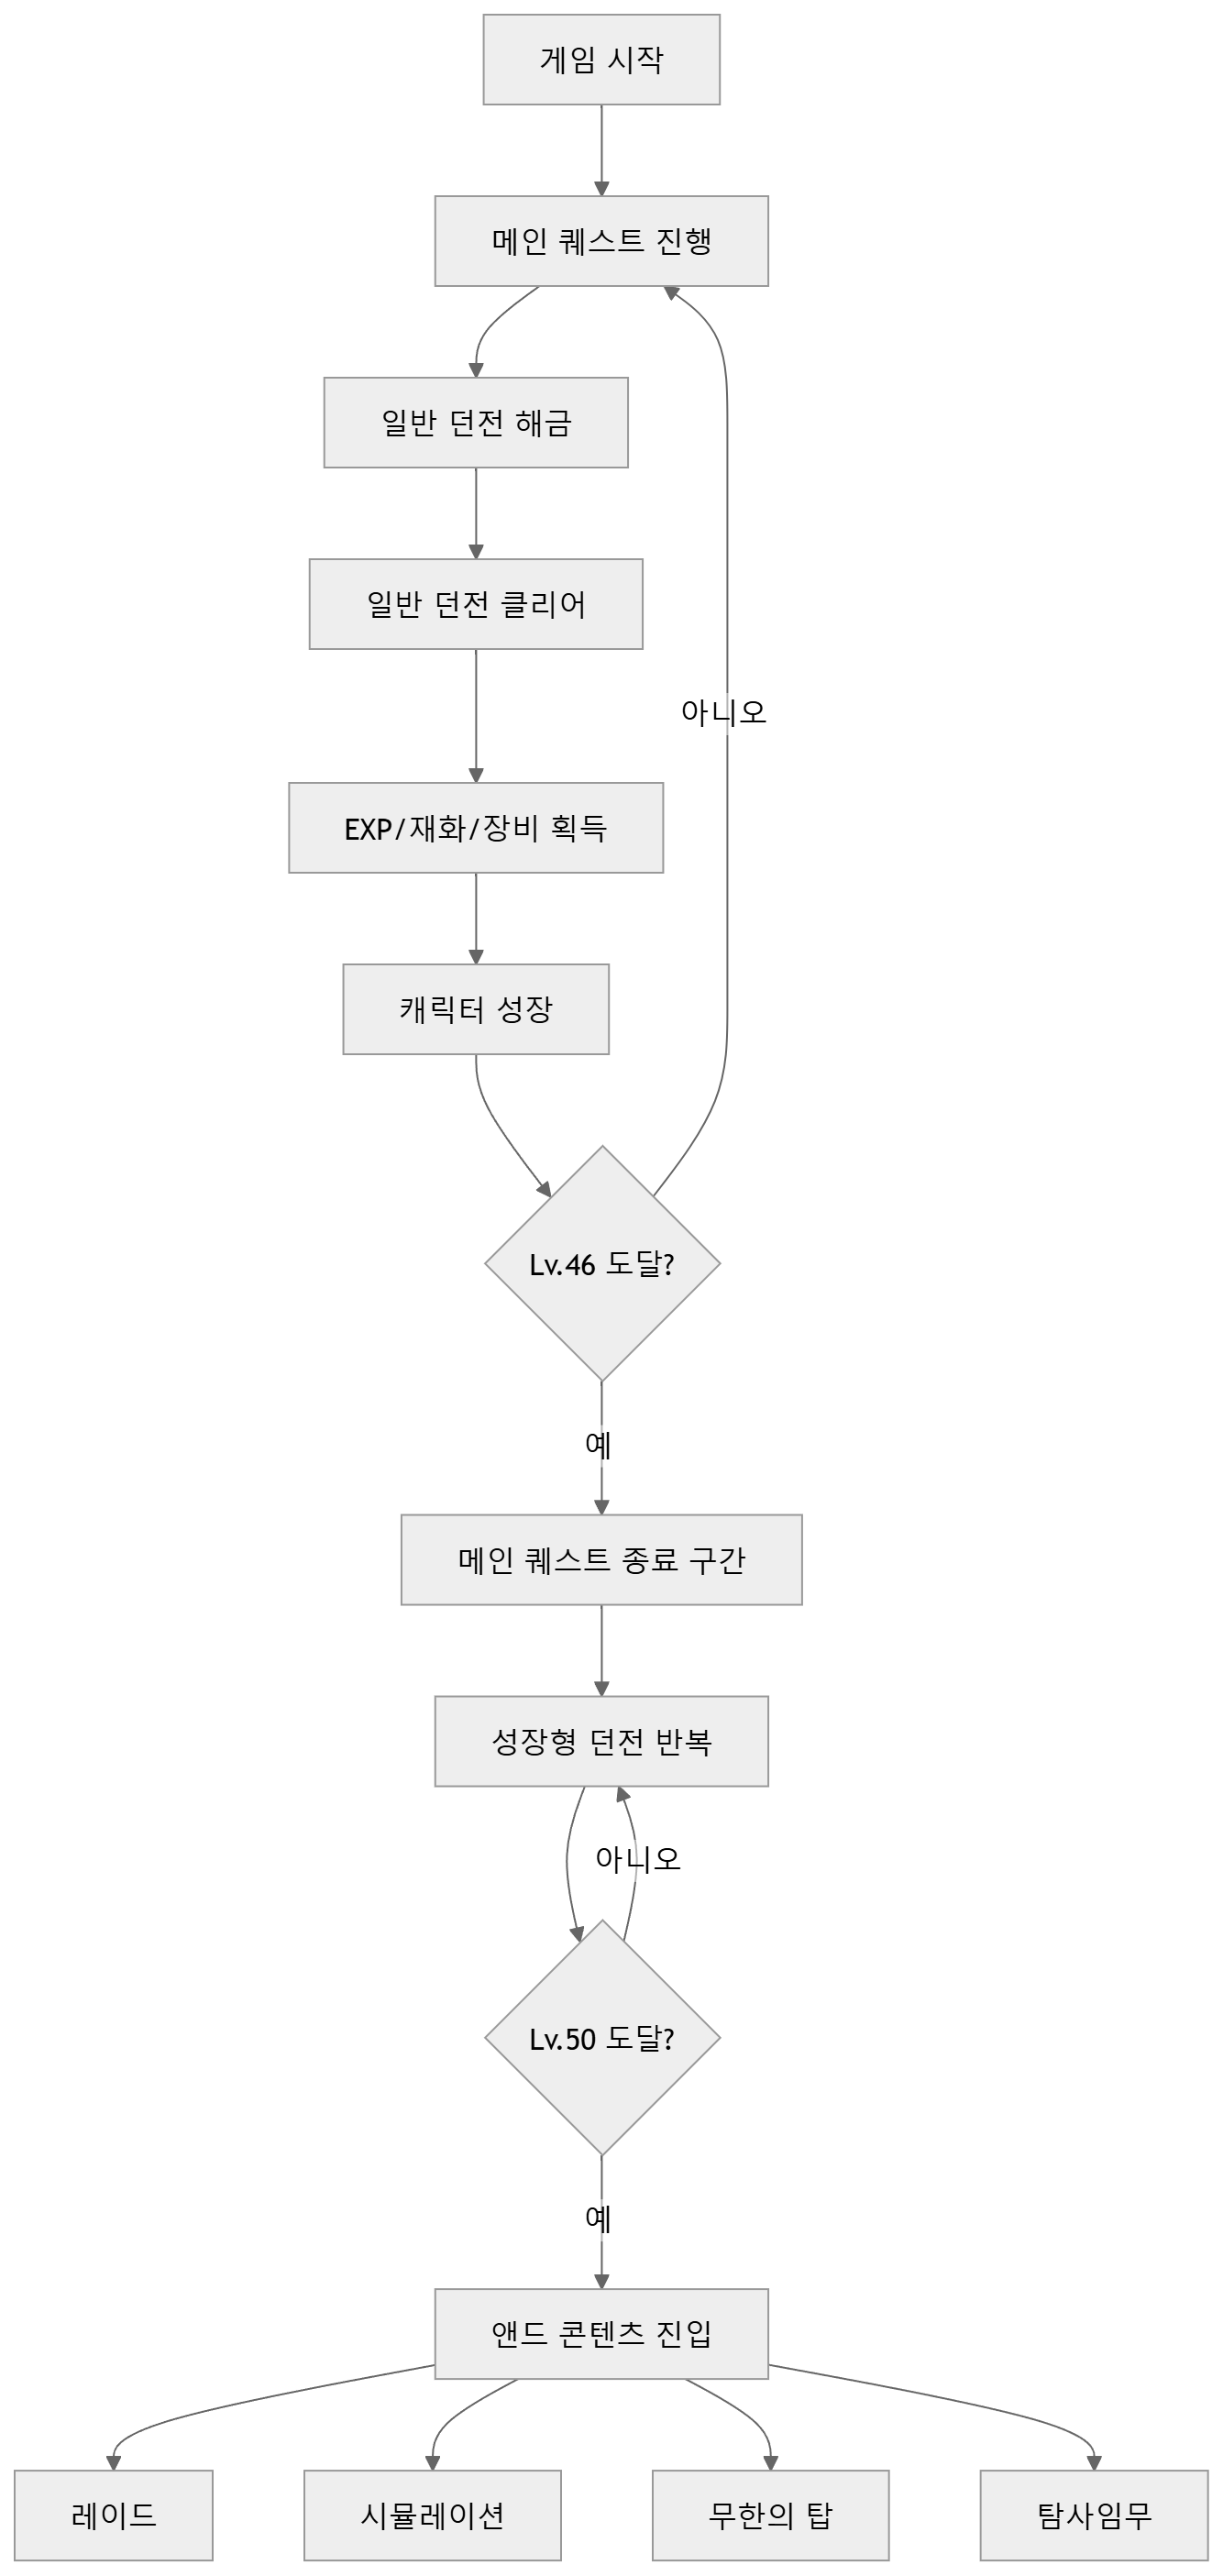 게임 시작
메인 퀘스트 진행
일반 던전 해금
일반 던전 클리어
아니오
EXP/재화/장비 획득
캐릭터 성장
Lv.46 도달?
예
메인 퀘스트 종료 구간
성장형 던전 반복
아니오
Lv.50 도달?
예
앤드 콘텐츠 진입
레이드
시뮬레이션
무한의 탑
탐사임무